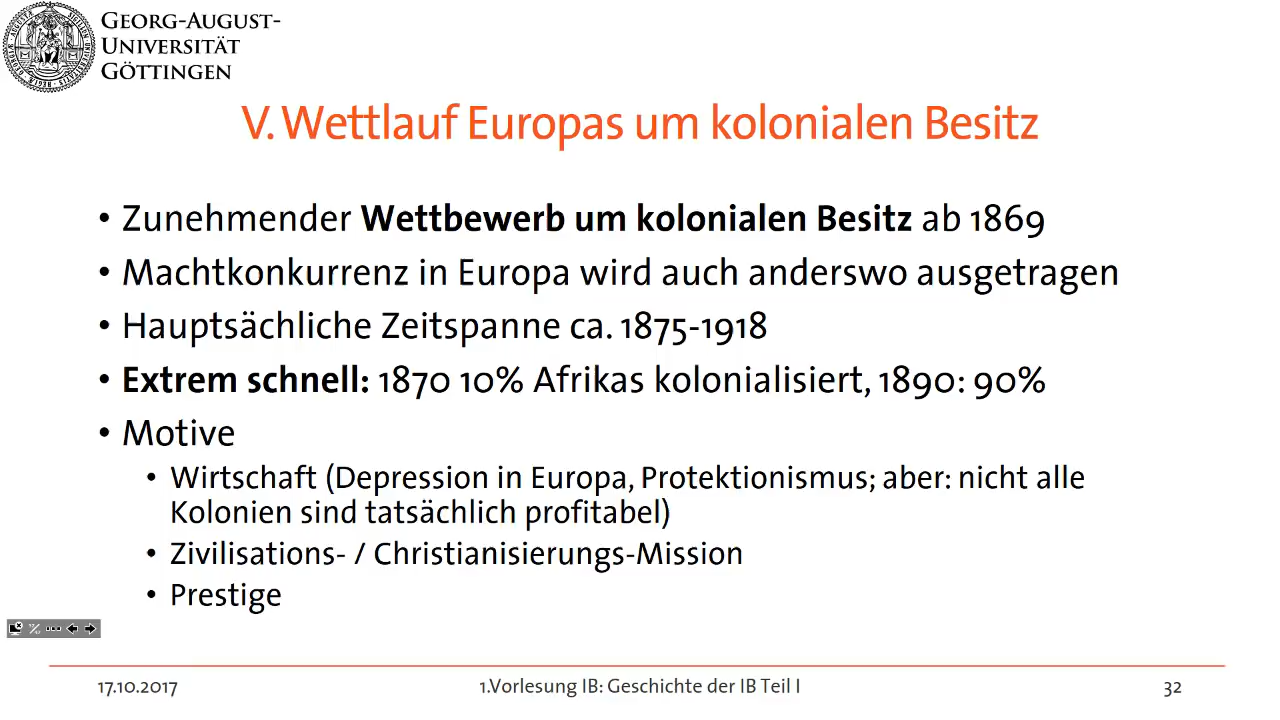 GEORG-AUGUST-
UNIVERSITÄT
GÖTTINGEN
V. Wettlauf Europas um kolonialen Besitz
• Zunehmender Wettbewerb um kolonialen Besitz ab 1869
• Machtkonkurrenz in Europa wird auch anderswo ausgetragen
• Hauptsächliche Zeitspanne ca. 1875-1918
• Extrem schnell: 1870 10% Afrikas kolonialisiert, 1890: 90%
• Motive
• Wirtschaft (Depression in Europa, Protektionismus; aber: nicht alle
Kolonien sind tatsächlich profitabel)
• Zivilisations- / Christianisierungs-Mission
• Prestige
17.10.2017
1.Vorlesung IB: Geschichte der IB Teil I
32